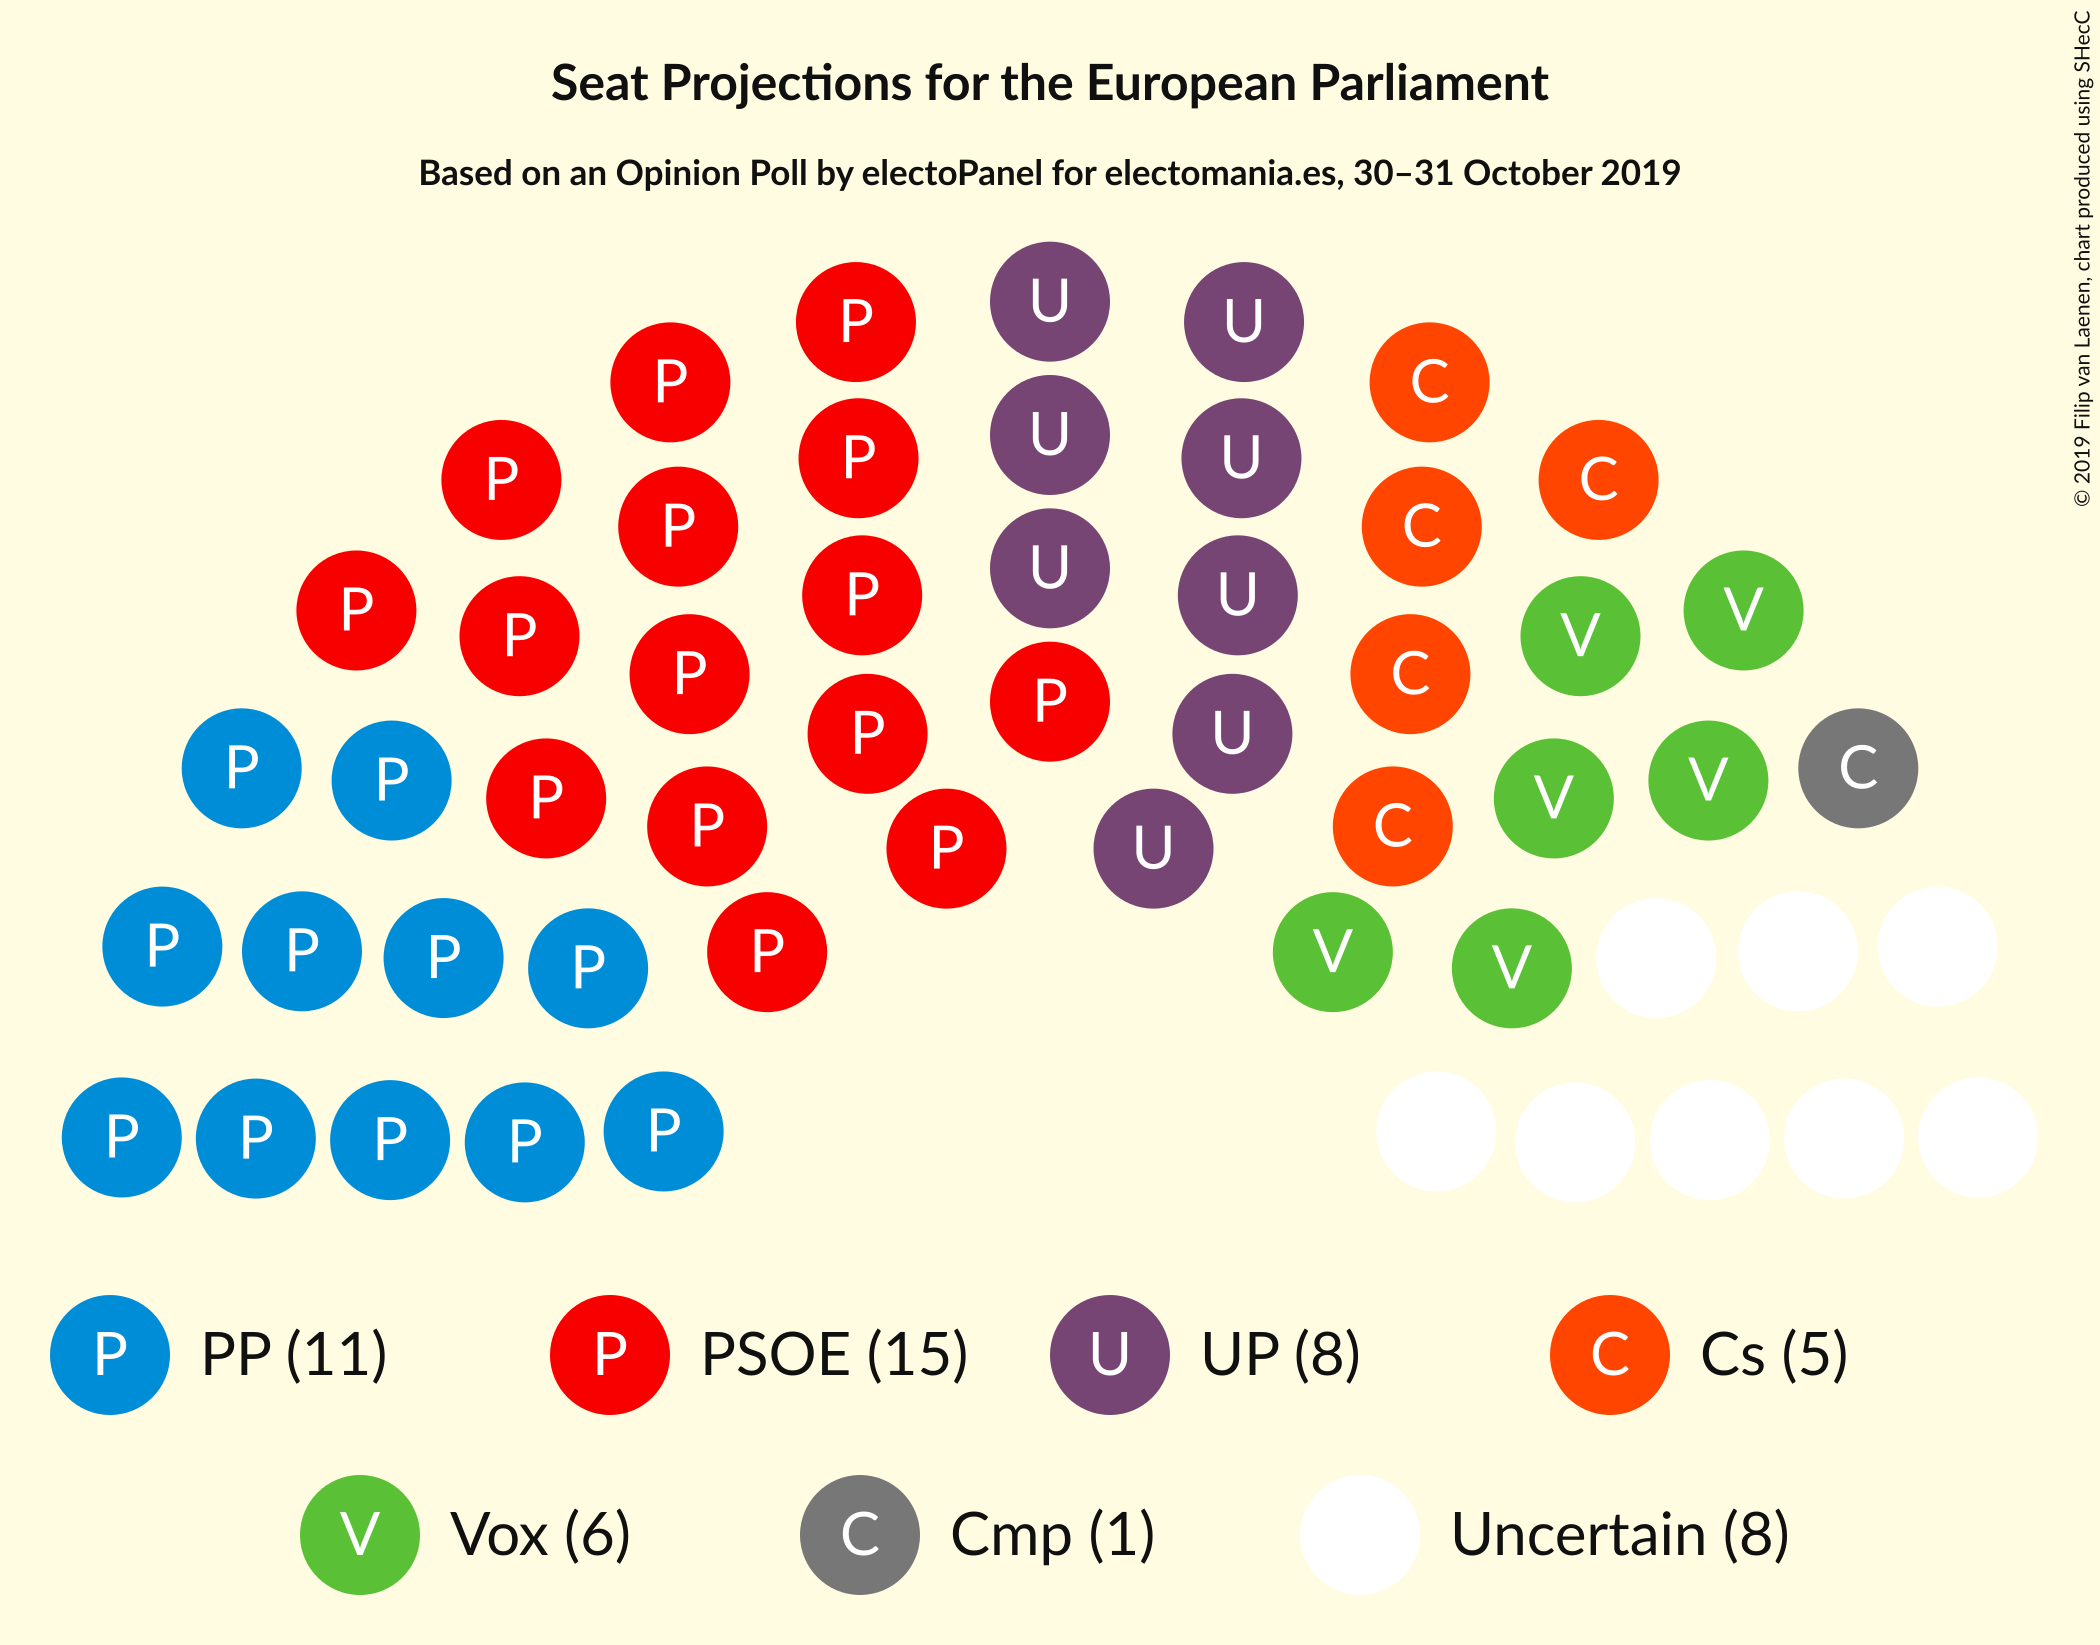 Seat Projections for the European Parliament
Based on an Opinion Poll by electoPanel for electomania.es, 30–31 October 2019
© 2019 Filip van Laenen, chart produced using SHecC
U
P U
P C
U
P U
P C
P C
U
P U
P V
P V
P C
P
P U
P V
P C
P P V
P V
P C
P U
P V
P P V
P P
P P P P P
P PP (11) P PSOE (15) U UP (8) C Cs (5)
V Vox (6) C Cmp (1) Uncertain (8)